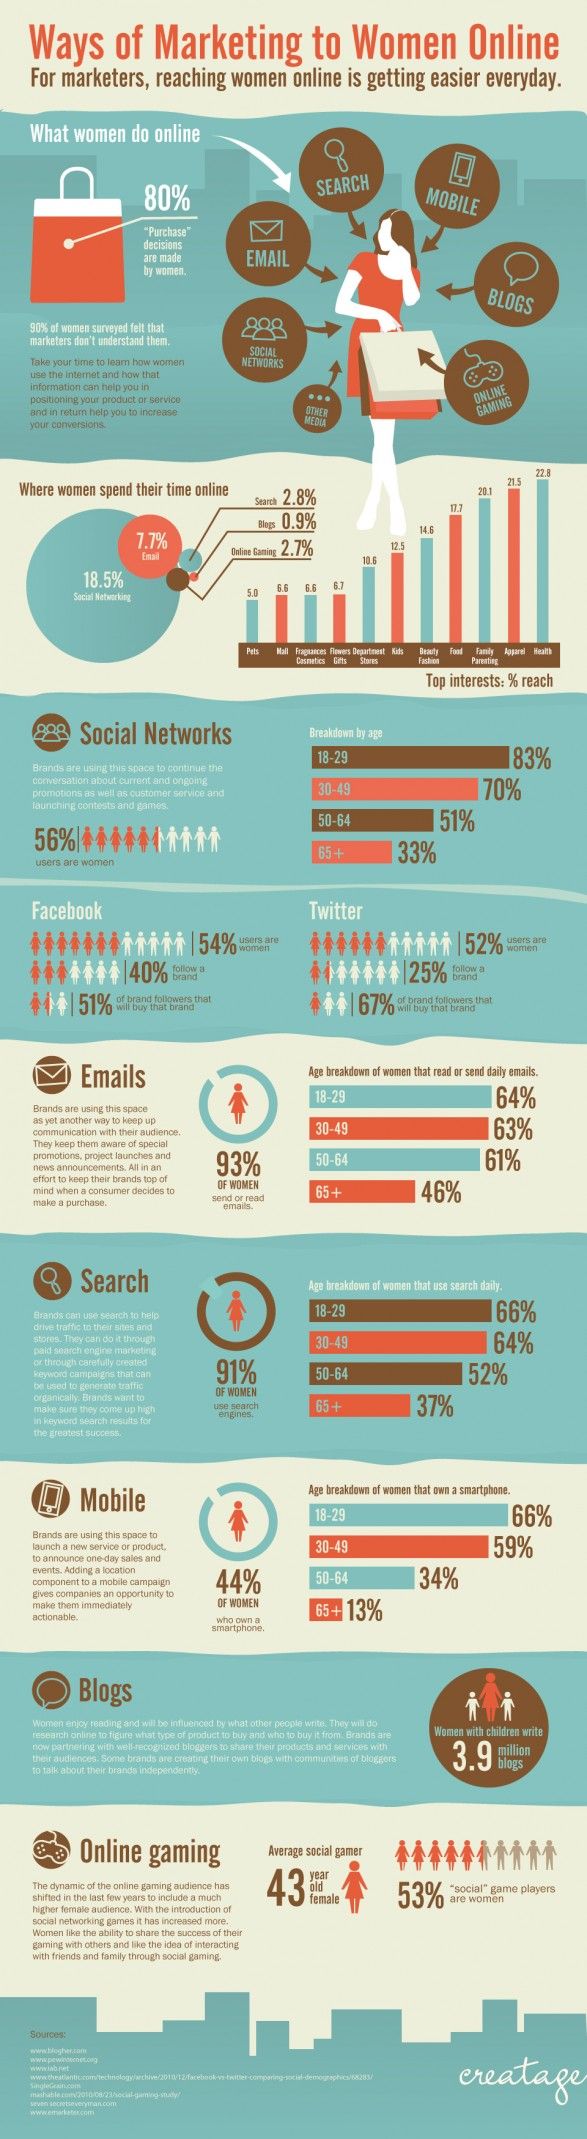 Ways of Marketing to Women Online
For marketers, reaching women online is getting easier everyday.
What women do online
80%
"Purchase"
decisions
are made
by women.
90% of women surveyed felt that
marketers don't understand them.
Take your time to learn how women
use the internet and how that
information can help you in
positioning your product or service
and in return help you to increase
your conversions.
SEARCH
MOBILE
EMAIL
BLOGS
SOCIAL
NETWORKS
ONLINE
GAMING
OTHER
MEDIA
Where women spend their time online
18.5%
Social Networking
7.7%
Email
Search 2.8%
Blogs 0.9%
Online Gaming 2.7%
5.0
6.6
6.6
6.7
10.6
12.5
14.6
17.7
20.1
21.5
22.8
Pets
Mall
Fragnances
Cosmetics
Flowers
Gifts
Department
Stores
Kids
Beauty
Fashion
Food
Family
Parenting
Apparel
Health
Top interests: % reach
Social Networks
Brands are using this space to continue the
conversation about current and ongoing
promotions as well as customer service and
launching contests and games.
56%
users are women
Breakdown by age
18-29 83%
30-49 70%
50-64 51%
65+ 33%
Facebook
54% users are
women
40% follow a
brand
51% of brand followers that
will buy that brand
Twitter
52% users are
women
25% follow a
brand
67% of brand followers that
will buy that brand
Emails
Brands are using this space
as yet another way to keep up
communication with their audience.
They keep them aware of special
promotions, project launches and
news announcements. All in an
effort to keep their brands top of
mind when a consumer decides to
make a purchase.
93%
OF WOMEN
send or read
emails.
Age breakdown of women that read or send daily emails.
18-29 64%
30-49 63%
50-64 61%
65+ 46%
Search
Brands can use search to help
drive traffic to their sites and
stores. They can do it through
paid search engine marketing
or through carefully created
keyword campaigns that can
be used to generate traffic
organically. Brands want to
make sure they come up high
in keyword search results for
the greatest success.
91%
OF WOMEN
use search
engines.
Age breakdown of women that use search daily.
18-29 66%
30-49 64%
50-64 52%
65+ 37%
Mobile
Brands are using this space to
launch a new service or product,
to announce one-day sales and
events. Adding a location
component to a mobile campaign
gives companies an opportunity to
make them immediately
actionable.
44%
OF WOMEN
who own a
smartphone.
Age breakdown of women that own a smartphone.
18-29 66%
30-49 59%
50-64 34%
65+ 13%
Blogs
Women enjoy reading and will be influenced by what other people write. They will do
research online to figure what type of product to buy and who to buy it from. Brands are
now partnering with well-recognized bloggers to share their products and services with
their audiences. Some brands are creating their own blogs with communities of bloggers
to talk about their brands independently.
Women with children write
3.9 million
blogs
Online gaming
The dynamic of the online gaming audience has
shifted in the last few years to include a much
higher female audience. With the introduction of
social networking games it has increased more.
Women like the ability to share the success of their
gaming with others and like the idea of interacting
with friends and family through social gaming.
Average social gamer
43 year
old
female
53% "social" game players
are women
Sources:
www.blogher.com
www.pewinternet.org
www.iab.net
www.theatlantic.com/technology/archive/2010/12/facebook-vs-twitter-comparing-social-demographics/68283/
SingleGrain.com
mashable.com/2010/08/23/social-gaming-study/
seven.secretseveryman.com
www.emarketer.com
creatage